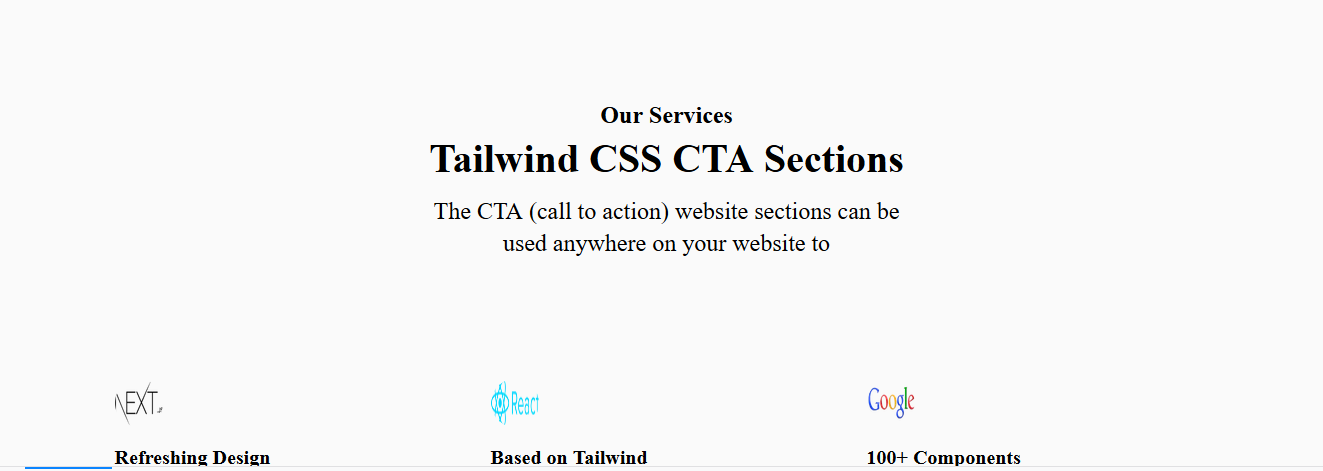 Our Services
Tailwind CSS CTA Sections
The CTA (call to action) website sections can be
used anywhere on your website to
NEXT.js React Google
Refreshing Design Based on Tailwind 100+ Components